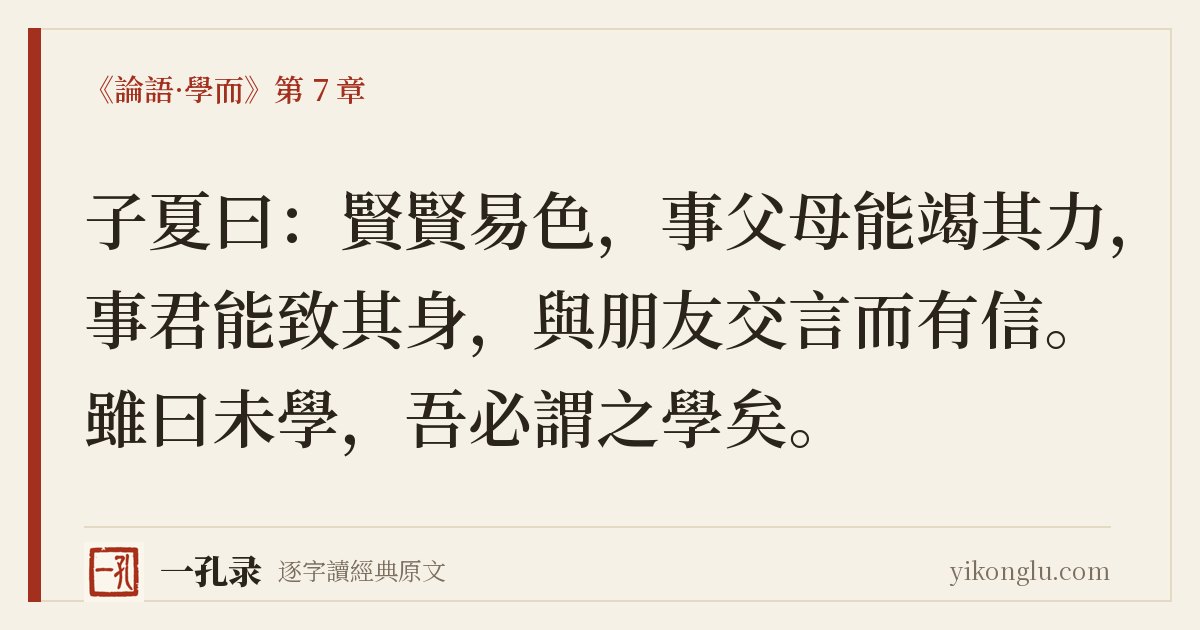 《論語·學而》第 7 章
子夏曰：賢賢易色，事父母能竭其力，
事君能致其身，與朋友交言而有信。
雖曰未學，吾必謂之學矣。
一孔
一孔录 逐字讀經典原文 yikonglu.com